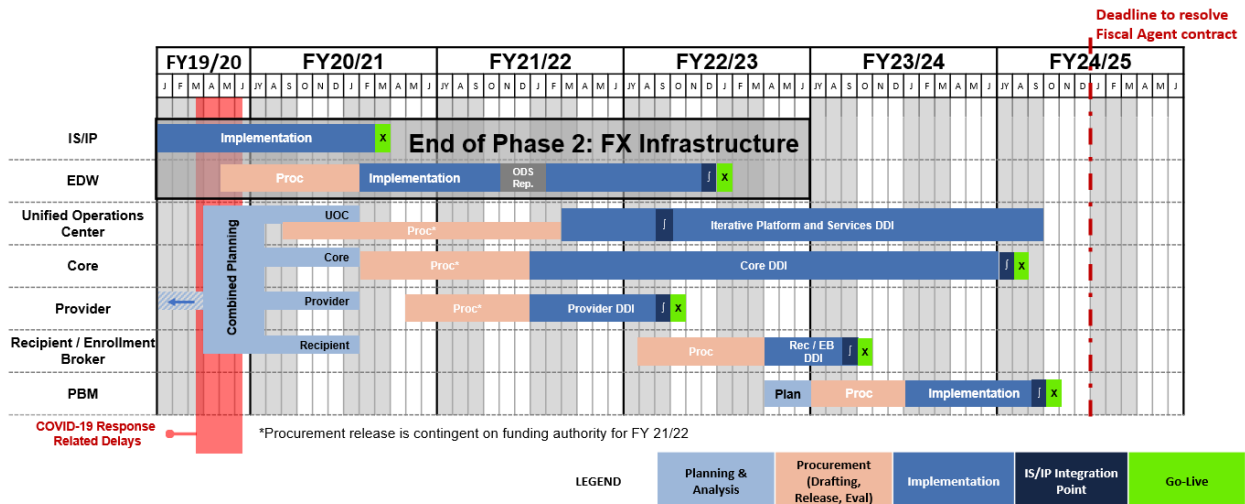 Deadline to resolve
Fiscal Agent contract
FY19/20 FY20/21 FY21/22 FY22/23 FY23/24 FY24/25
J F M A M J JY A S O N D J F M A M J JY A S O N D J F M A M J JY A S O N D J F M A M J JY A S O N D J F M A M J JY A S O N D J F M A M J
IS/IP
Implementation
X
End of Phase 2: FX Infrastructure
EDW
Proc
Implementation
ODS
Rep.
∫
X
Unified Operations
Center
Combined Planning
UOC
Proc*
∫
Iterative Platform and Services DDI
Core
Core
Proc*
Core DDI
∫
X
Provider
Provider
Proc*
Provider DDI
∫
X
Recipient / Enrollment
Broker
Recipient
Proc
Rec / EB
DDI
∫
X
PBM
Plan
Proc
Implementation
∫
X
COVID-19 Response
Related Delays
*Procurement release is contingent on funding authority for FY 21/22
LEGEND
Planning &
Analysis
Procurement
(Drafting,
Release, Eval)
Implementation
IS/IP Integration
Point
Go-Live